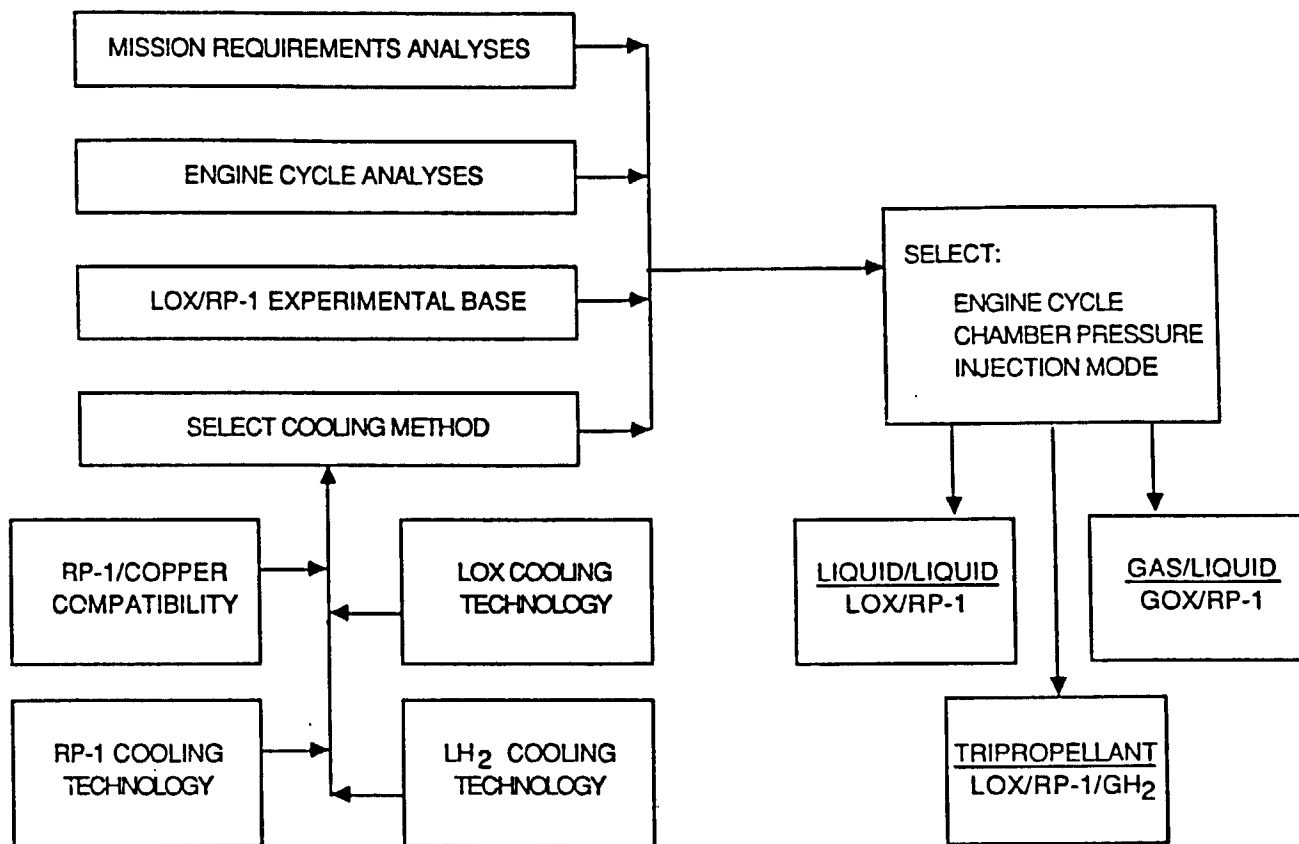 MISSION REQUIREMENTS ANALYSES
ENGINE CYCLE ANALYSES
LOX/RP-1 EXPERIMENTAL BASE
SELECT COOLING METHOD
RP-1/COPPER
COMPATIBILITY
LOX COOLING
TECHNOLOGY
RP-1 COOLING
TECHNOLOGY
LH2 COOLING
TECHNOLOGY
SELECT:
ENGINE CYCLE
CHAMBER PRESSURE
INJECTION MODE
LIQUID/LIQUID
LOX/RP-1
GAS/LIQUID
GOX/RP-1
TRIPROPELLANT
LOX/RP-1/GH2